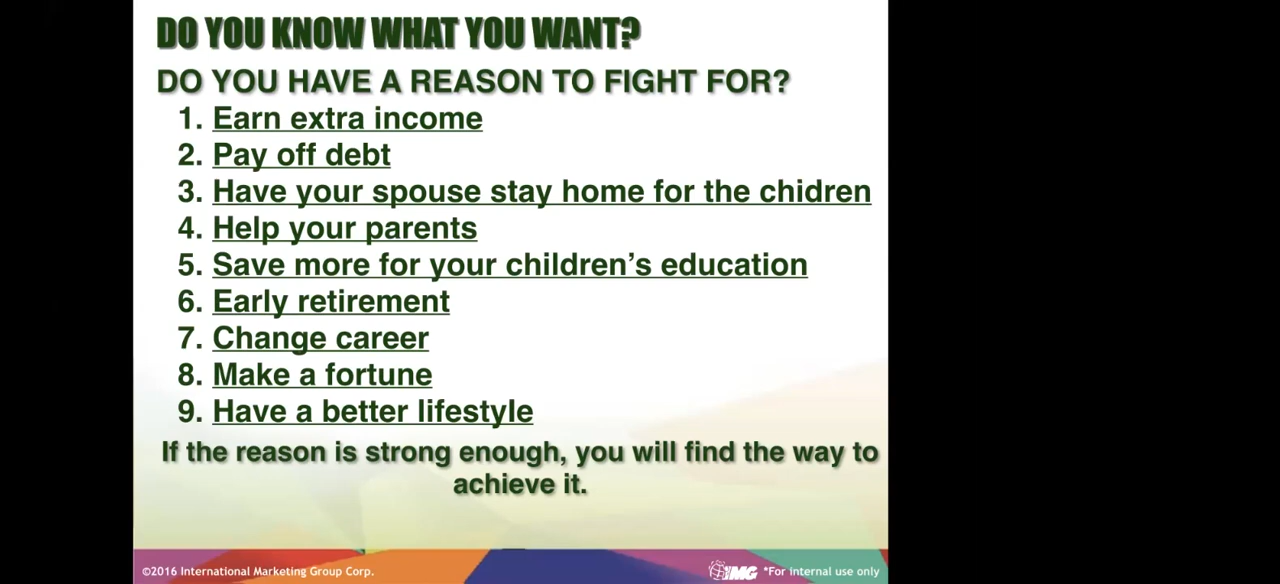 DO YOU KNOW WHAT YOU WANT?
DO YOU HAVE A REASON TO FIGHT FOR?
1. Earn extra income
2. Pay off debt
3. Have your spouse stay home for the chidren
4. Help your parents
5. Save more for your children’s education
6. Early retirement
7. Change career
8. Make a fortune
9. Have a better lifestyle
If the reason is strong enough, you will find the way to
achieve it.
©2016 International Marketing Group Corp.
IMG *For internal use only